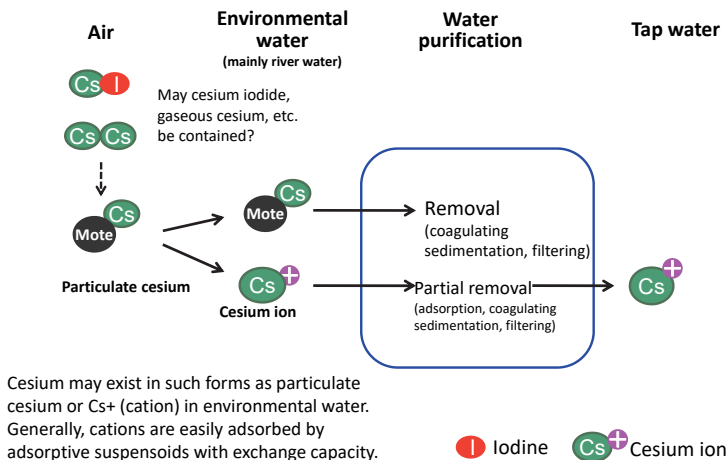 Air
Environmental
water
(mainly river water)
Water
purification
Tap water
Cs I
May cesium iodide,
gaseous cesium, etc.
be contained?
Cs Cs
Cs
Mote
Particulate cesium
Cs
Mote
Cs +
Cesium ion
Removal
(coagulating
sedimentation, filtering)
Partial removal
(adsorption, coagulating
sedimentation, filtering)
Cs +
Cesium may exist in such forms as particulate
cesium or Cs+ (cation) in environmental water.
Generally, cations are easily adsorbed by
adsorptive suspensoids with exchange capacity.
I Iodine
Cs + Cesium ion